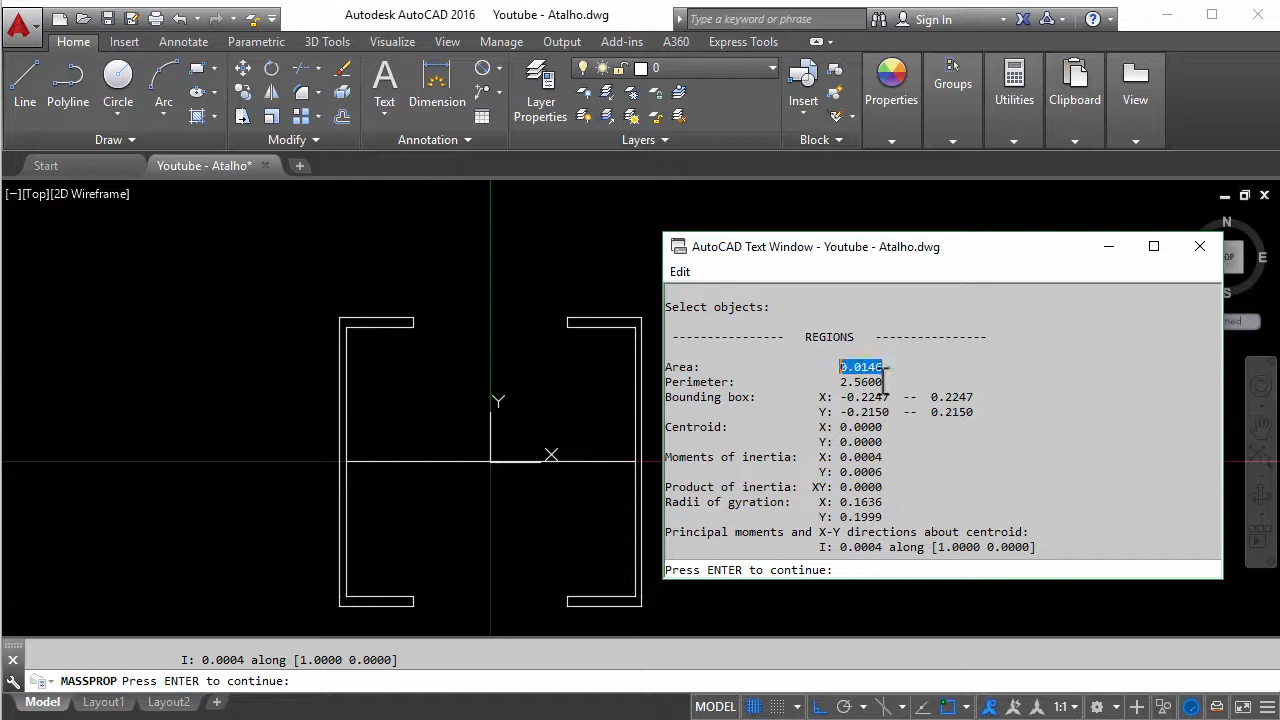 Autodesk AutoCAD 2016 Youtube - Atalho.dwg
Type a keyword or phrase
Sign In
Home Insert Annotate Parametric 3D Tools Visualize View Manage Output Add-ins A360 Express Tools
Line Polyline Circle Arc
Text Dimension
Layer
Properties
0
Insert
Properties
Groups
Utilities
Clipboard
View
Draw Modify Annotation Layers Block
Start Youtube - Atalho*
[−][Top][2D Wireframe]
N
E
S
Y
X
AutoCAD Text Window - Youtube - Atalho.dwg
Edit
Select objects:
---------------- REGIONS ----------------
Area: 0.0146
Perimeter: 2.5600
Bounding box: X: -0.2247 -- 0.2247
Y: -0.2150 -- 0.2150
Centroid: X: 0.0000
Y: 0.0000
Moments of inertia: X: 0.0004
Y: 0.0006
Product of inertia: XY: 0.0000
Radii of gyration: X: 0.1636
Y: 0.1999
Principal moments and X-Y directions about centroid:
I: 0.0004 along [1.0000 0.0000]
Press ENTER to continue:
I: 0.0004 along [1.0000 0.0000]
MASSPROP Press ENTER to continue:
Model Layout1 Layout2
MODEL
1:1